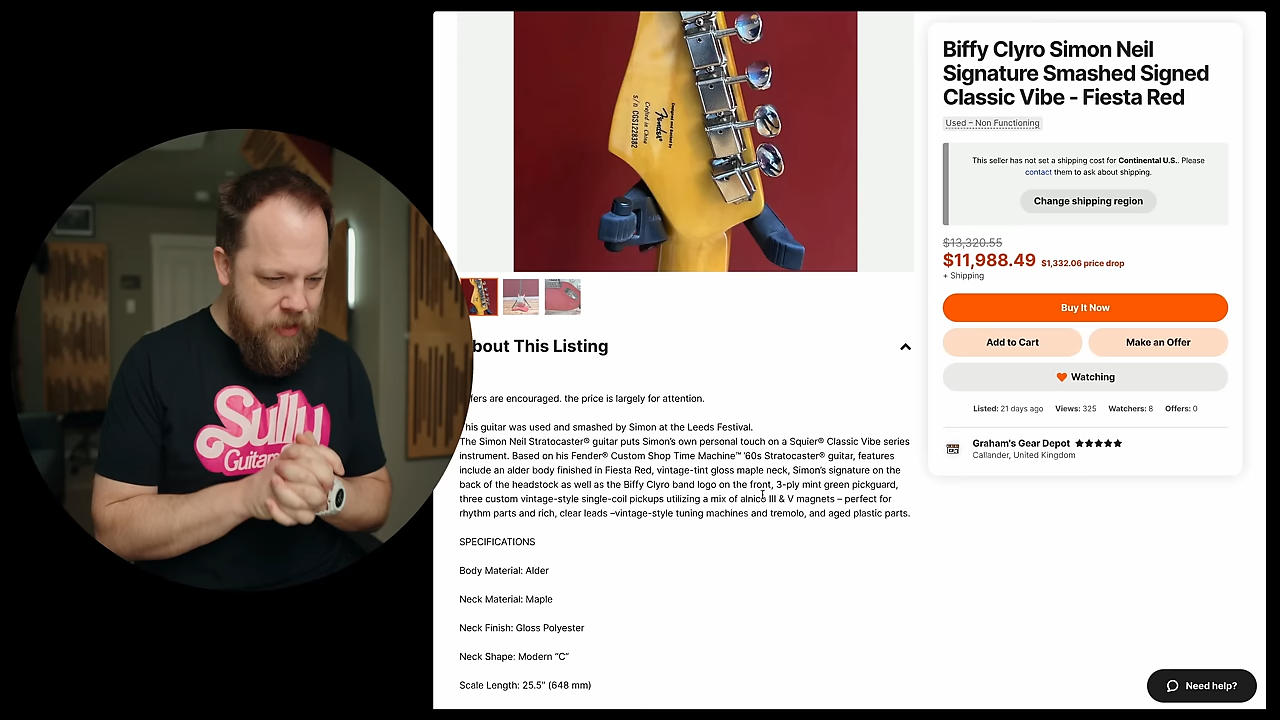 Sully
Guitars
Fender
Crafted in China
s/n CGS1228382
Biffy Clyro Simon Neil
Signature Smashed Signed
Classic Vibe - Fiesta Red
Used – Non Functioning
This seller has not set a shipping cost for Continental U.S.. Please
contact them to ask about shipping.
Change shipping region
$13,320.55
$11,988.49 $1,332.06 price drop
+ Shipping
Buy It Now
Add to Cart
Make an Offer
Watching
Listed: 21 days ago Views: 325 Watchers: 8 Offers: 0
Graham's Gear Depot
Callander, United Kingdom
bout This Listing
fers are encouraged. the price is largely for attention.
his guitar was used and smashed by Simon at the Leeds Festival.
The Simon Neil Stratocaster® guitar puts Simon's own personal touch on a Squier® Classic Vibe series
instrument. Based on his Fender® Custom Shop Time Machine™ '60s Stratocaster® guitar, features
include an alder body finished in Fiesta Red, vintage-tint gloss maple neck, Simon's signature on the
back of the headstock as well as the Biffy Clyro band logo on the front, 3-ply mint green pickguard,
three custom vintage-style single-coil pickups utilizing a mix of alnico III & V magnets – perfect for
rhythm parts and rich, clear leads –vintage-style tuning machines and tremolo, and aged plastic parts.
SPECIFICATIONS
Body Material: Alder
Neck Material: Maple
Neck Finish: Gloss Polyester
Neck Shape: Modern "C"
Scale Length: 25.5" (648 mm)
Need help?